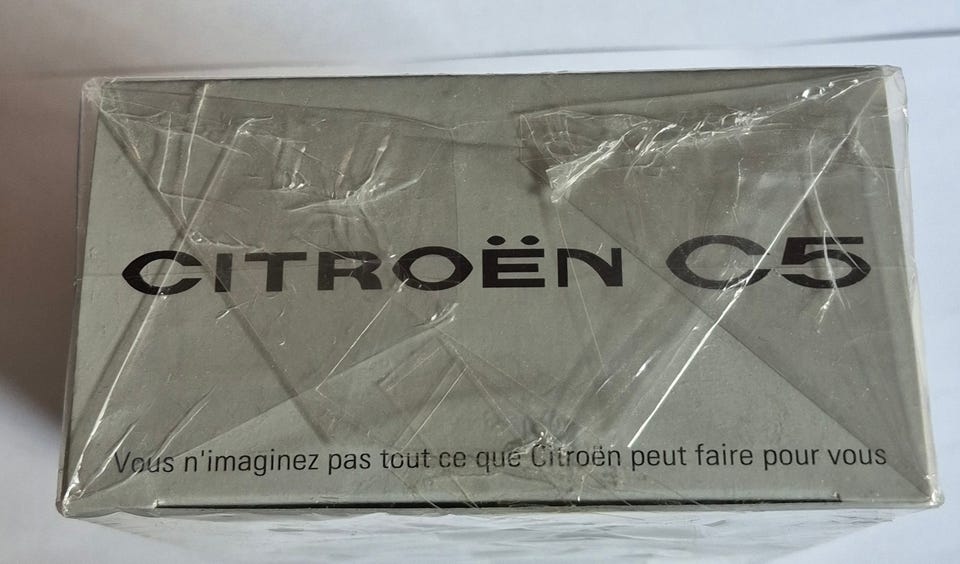 CITROËN C5
Vous n'imaginez pas tout ce que Citroën peut faire pour vous